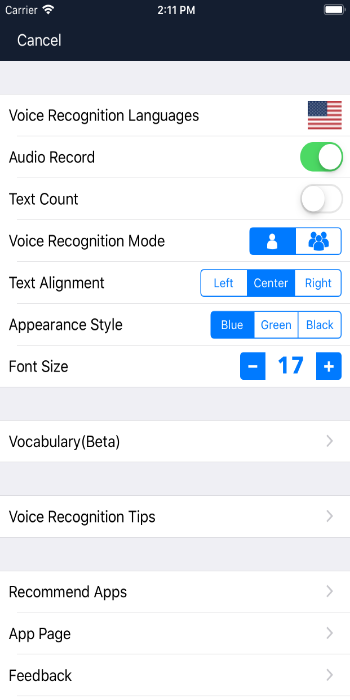 Carrier 2:11 PM
Cancel
Voice Recognition Languages
Audio Record
Text Count
Voice Recognition Mode
Text Alignment Left Center Right
Appearance Style Blue Green Black
Font Size − 17 +
Vocabulary(Beta)
Voice Recognition Tips
Recommend Apps
App Page
Feedback